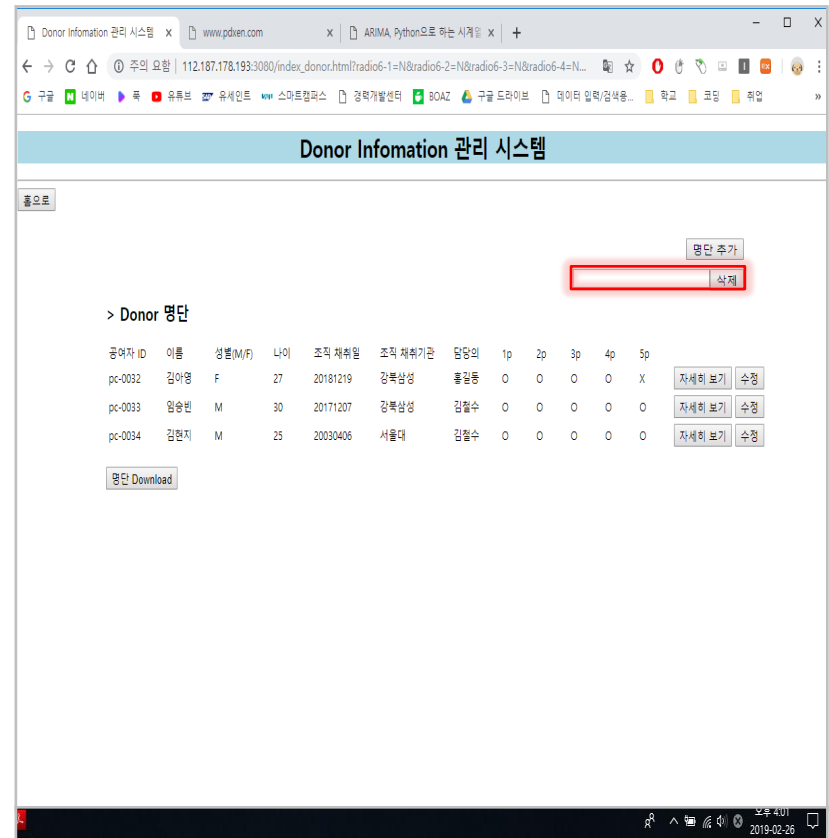 Donor Infomation 관리 시스템 x www.pdxen.com x ARIMA, Python으로 하는 시계열 x +
주의 요함 | 112.187.178.193:3080/index_donor.html?radio6-1=N&radio6-2=N&radio6-3=N&radio6-4=N...
구글 네이버 푹 유튜브 유세인트 스마트캠퍼스 경력개발센터 BOAZ 구글 드라이브 데이터 입력/검색용... 학교 코딩 취업 »
Donor Infomation 관리 시스템
홈으로
명단 추가
삭제
> Donor 명단
공여자 ID 이름 성별(M/F) 나이 조직 채취일 조직 채취기관 담당의 1p 2p 3p 4p 5p
pc-0032 김아영 F 27 20181219 강북삼성 홍길동 O O O O X 자세히 보기 수정
pc-0033 임승빈 M 30 20171207 강북삼성 김철수 O O O O O 자세히 보기 수정
pc-0034 김현지 M 25 20030406 서울대 김철수 O O O O O 자세히 보기 수정
명단 Download
오후 4:01
2019-02-26